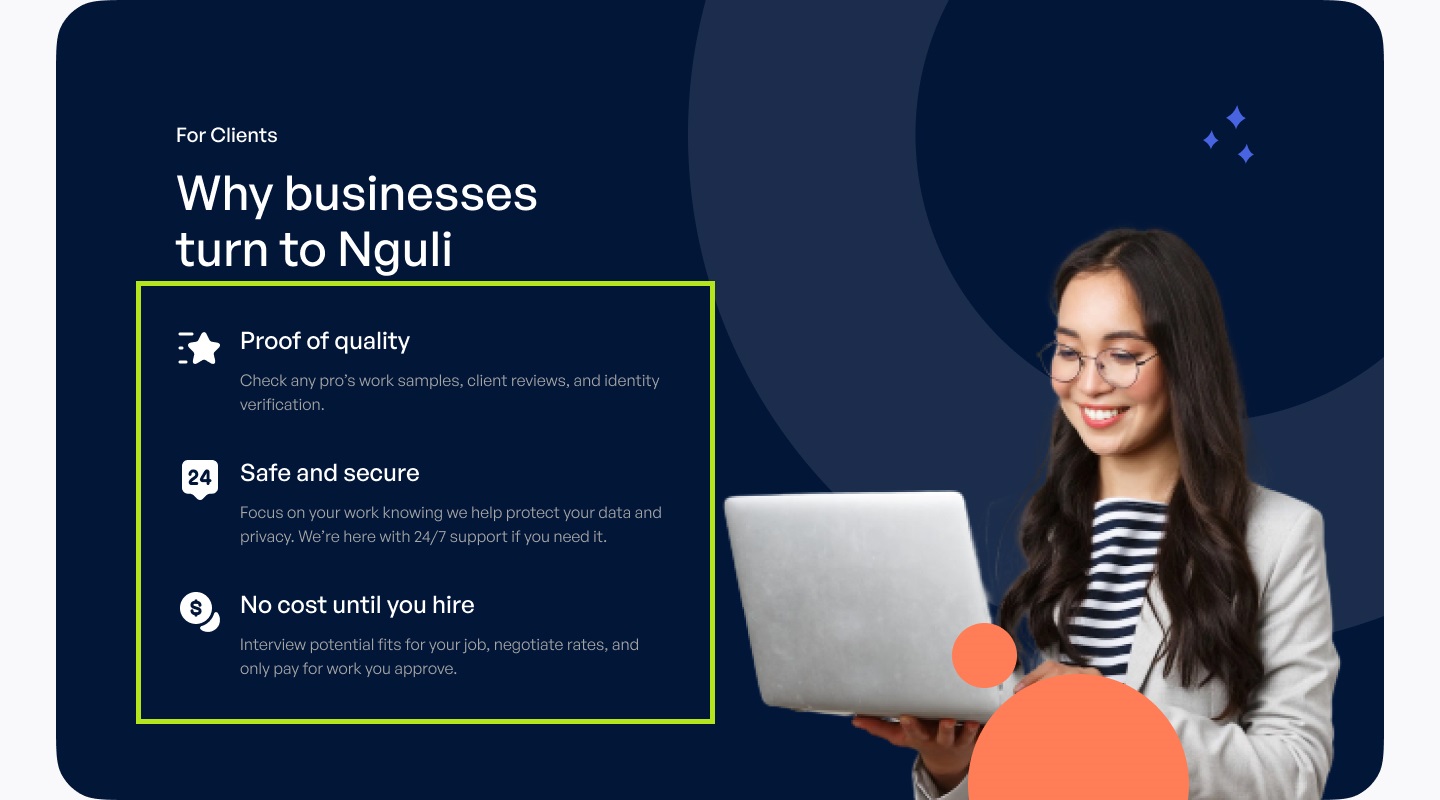 For Clients
Why businesses
turn to Nguli
Proof of quality
Check any pro’s work samples, client reviews, and identity
verification.
24
Safe and secure
Focus on your work knowing we help protect your data and
privacy. We’re here with 24/7 support if you need it.
$
No cost until you hire
Interview potential fits for your job, negotiate rates, and
only pay for work you approve.